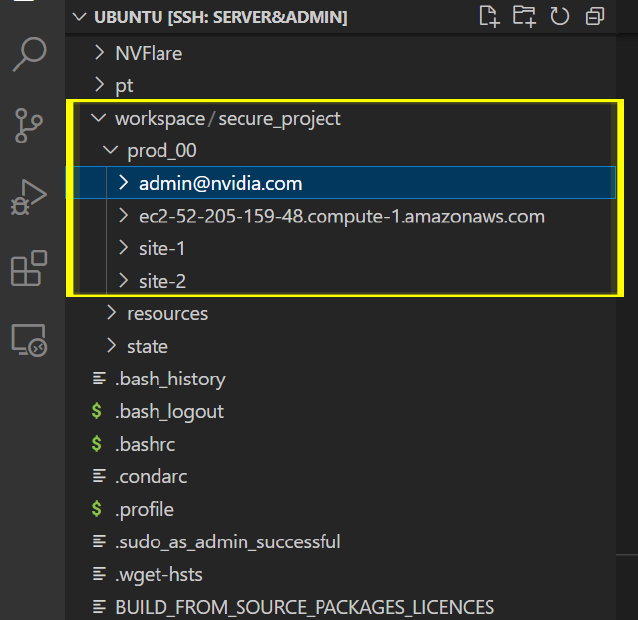 UBUNTU [SSH: SERVER&ADMIN]
NVFlare
pt
workspace/secure_project
prod_00
admin@nvidia.com
ec2-52-205-159-48.compute-1.amazonaws.com
site-1
site-2
resources
state
.bash_history
$ .bash_logout
$ .bashrc
.condarc
$ .profile
.sudo_as_admin_successful
.wget-hsts
BUILD_FROM_SOURCE_PACKAGES_LICENCES